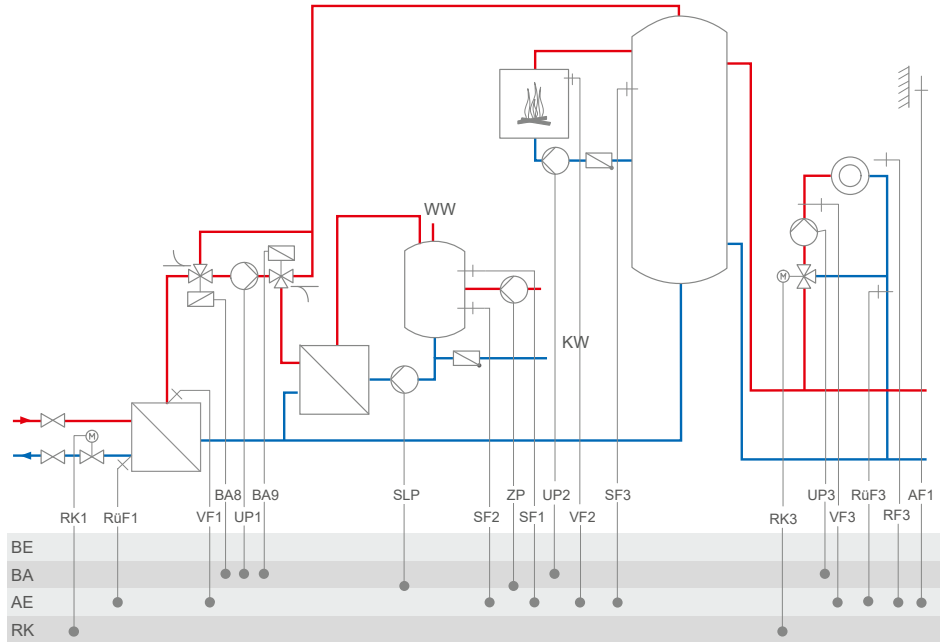 WW
M
KW
M
BA8 BA9 SLP ZP UP2 SF3 UP3 RüF3 AF1
RK1 RüF1 VF1 UP1 SF2 SF1 VF2 RK3 VF3 RF3
BE
BA
AE
RK